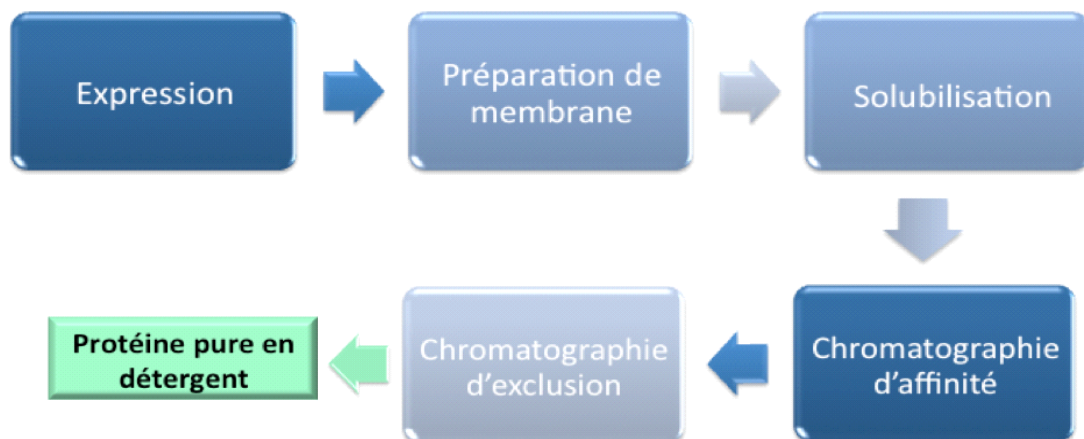 Expression
Préparation de
membrane
Solubilisation
Chromatographie
d'affinité
Chromatographie
d'exclusion
Protéine pure en
détergent